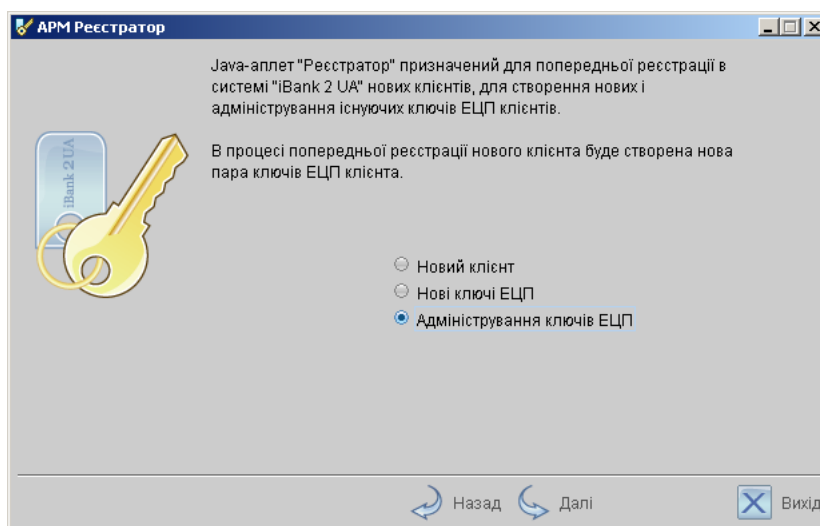 АРМ Реєстратор
Java-аплет "Реєстратор" призначений для попередньої реєстрації в
системі "iBank 2 UA" нових клієнтів, для створення нових і
адміністрування існуючих ключів ЕЦП клієнтів.
В процесі попередньої реєстрації нового клієнта буде створена нова
пара ключів ЕЦП клієнта.
iBank 2 UA
Новий клієнт
Нові ключі ЕЦП
Адміністрування ключів ЕЦП
Назад Далі Вихід